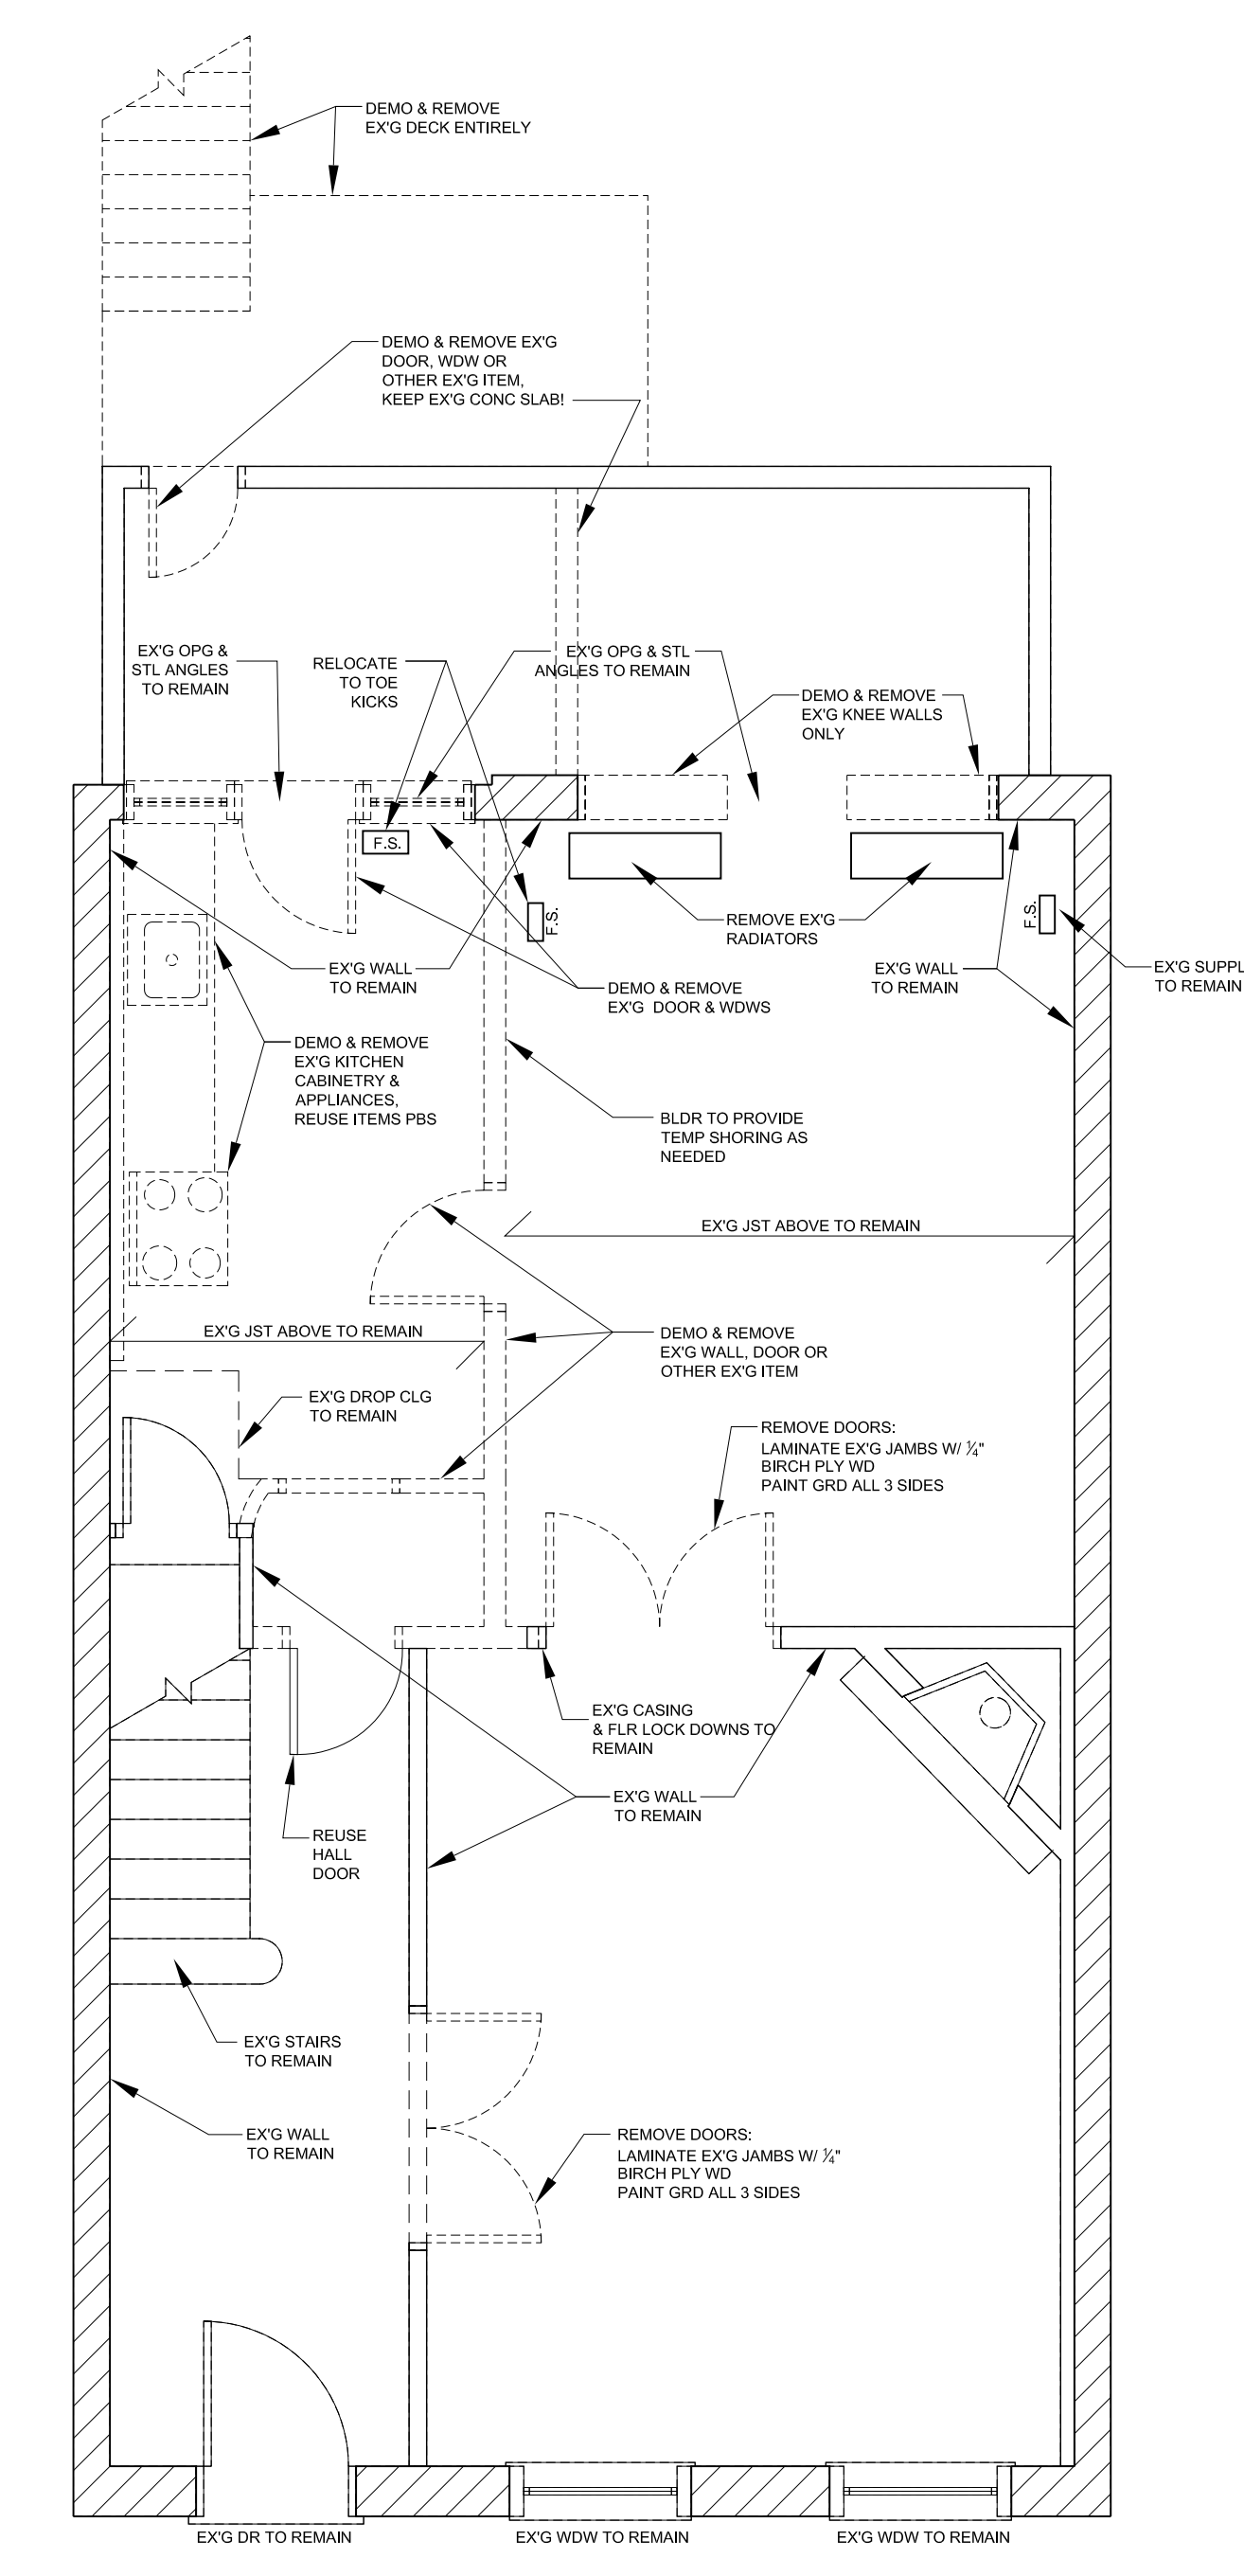 DEMO & REMOVE
EX'G DECK ENTIRELY
DEMO & REMOVE EX'G
DOOR, WDW OR
OTHER EX'G ITEM,
KEEP EX'G CONC SLAB!
EX'G OPG &
STL ANGLES
TO REMAIN
RELOCATE
TO TOE
KICKS
EX'G OPG & STL
ANGLES TO REMAIN
DEMO & REMOVE
EX'G KNEE WALLS
ONLY
F.S.
F.S.
F.S.
REMOVE EX'G
RADIATORS
EX'G WALL
TO REMAIN
EX'G WALL
TO REMAIN
EX'G SUPPL
TO REMAIN
DEMO & REMOVE
EX'G DOOR & WDWS
DEMO & REMOVE
EX'G KITCHEN
CABINETRY &
APPLIANCES,
REUSE ITEMS PBS
BLDR TO PROVIDE
TEMP SHORING AS
NEEDED
EX'G JST ABOVE TO REMAIN
EX'G JST ABOVE TO REMAIN
DEMO & REMOVE
EX'G WALL, DOOR OR
OTHER EX'G ITEM
EX'G DROP CLG
TO REMAIN
REMOVE DOORS:
LAMINATE EX'G JAMBS W/ ¼"
BIRCH PLY WD
PAINT GRD ALL 3 SIDES
EX'G CASING
& FLR LOCK DOWNS TO
REMAIN
EX'G WALL
TO REMAIN
REUSE
HALL
DOOR
EX'G STAIRS
TO REMAIN
EX'G WALL
TO REMAIN
REMOVE DOORS:
LAMINATE EX'G JAMBS W/ ¼"
BIRCH PLY WD
PAINT GRD ALL 3 SIDES
EX'G DR TO REMAIN
EX'G WDW TO REMAIN
EX'G WDW TO REMAIN